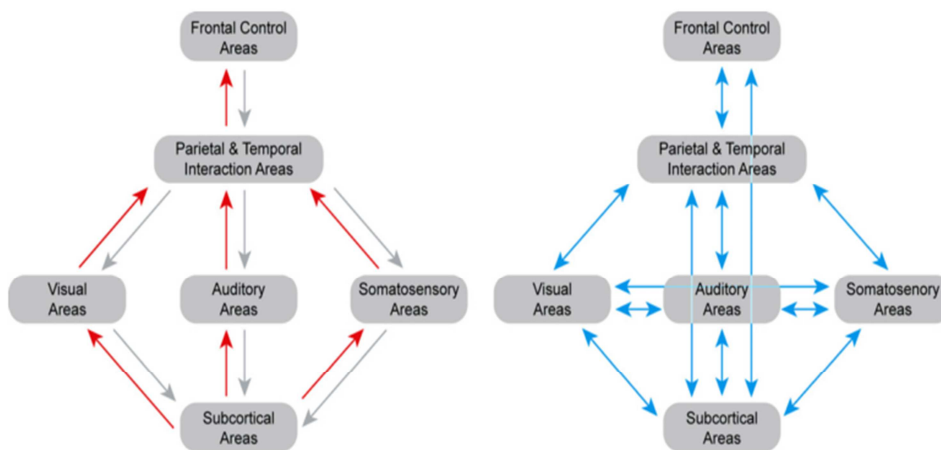 Frontal Control
Areas
Parietal & Temporal
Interaction Areas
Visual
Areas
Auditory
Areas
Somatosensory
Areas
Subcortical
Areas
Frontal Control
Areas
Parietal & Temporal
Interaction Areas
Visual
Areas
Auditory
Areas
Somatosenory
Areas
Subcortical
Areas